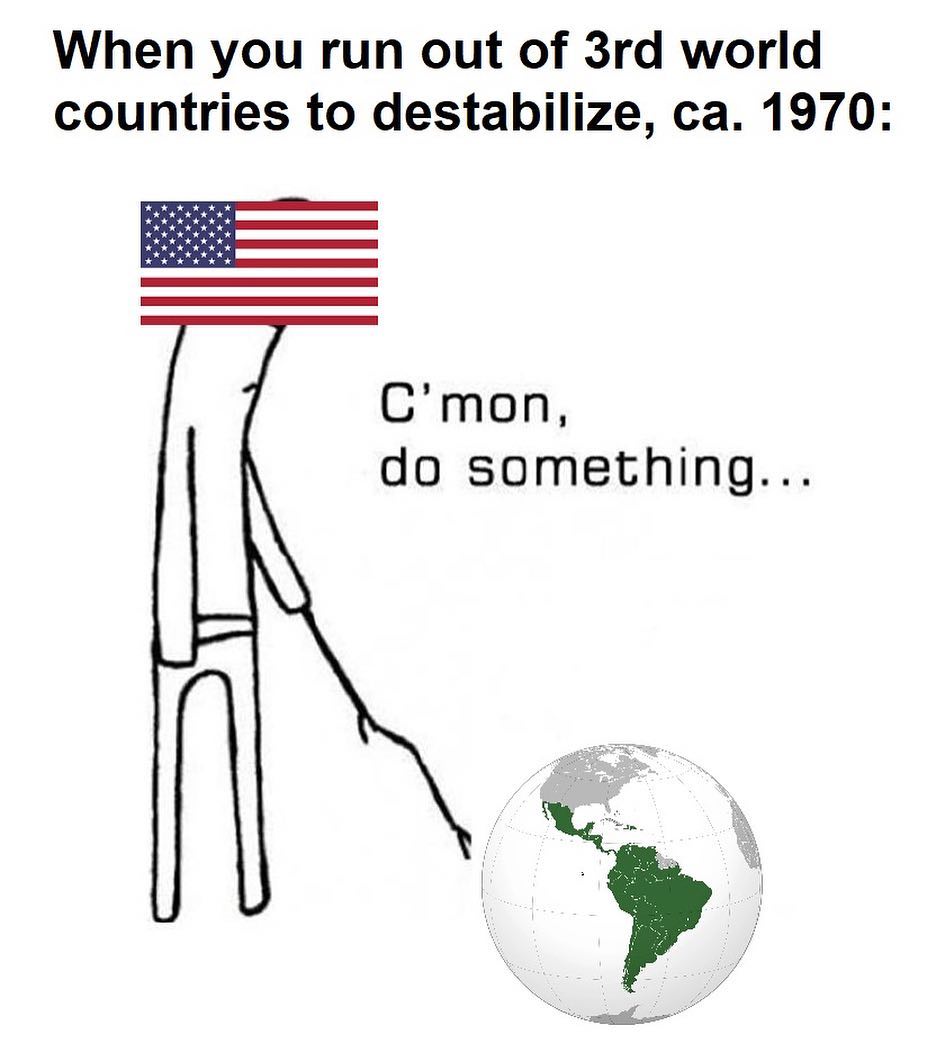 When you run out of 3rd world
countries to destabilize, ca. 1970:
C'mon,
do something...